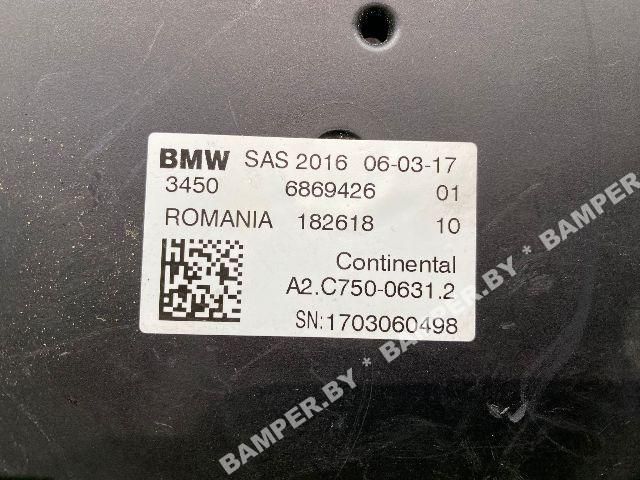 BMW SAS 2016 06-03-17
3450 6869426 01
ROMANIA 182618 10
Continental
A2.C750-0631.2
SN:1703060498
BAMPER.BY * BAMPER.BY * BAMPER.BY